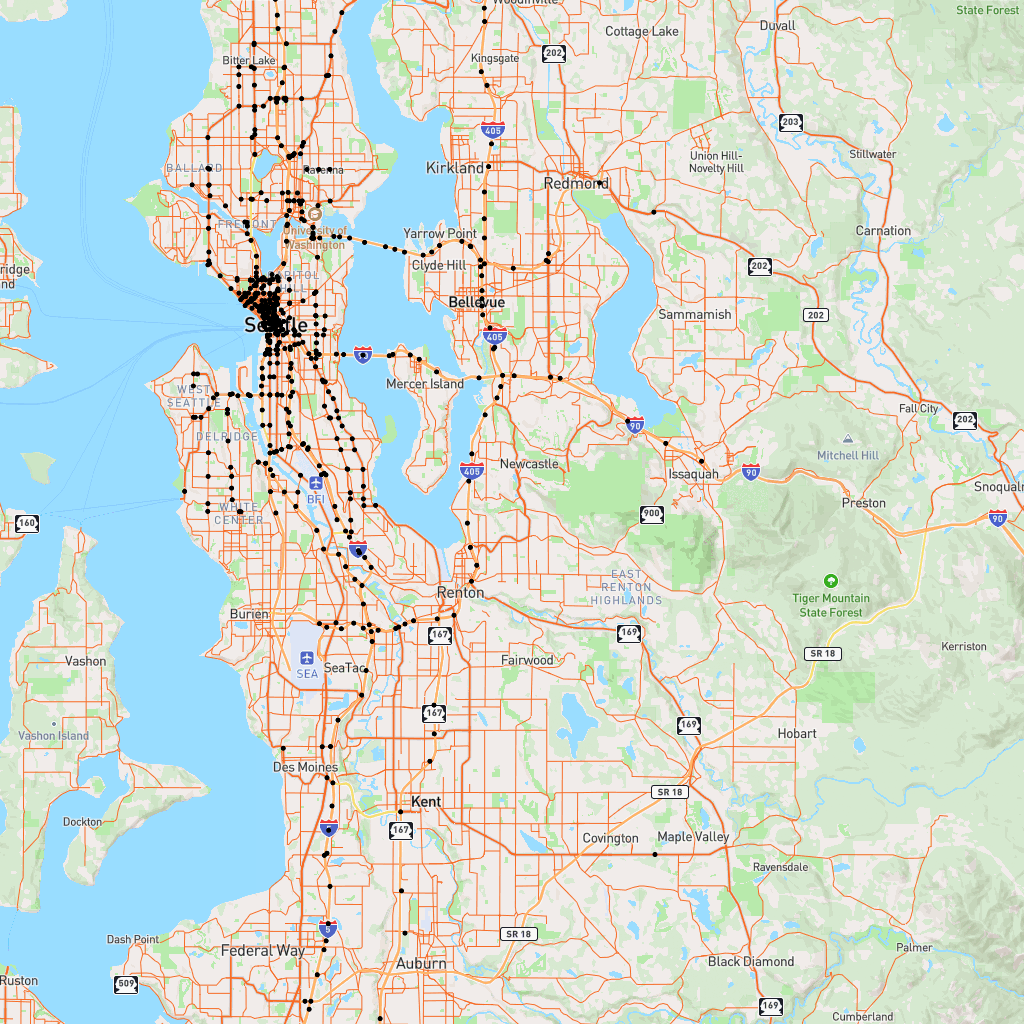 Woodinville
State Forest
Duvall
Cottage Lake
202
Bitter Lake
Kingsgate
203
405
Union Hill-
Novelty Hill
Stillwater
BALLARD
Ravenna
Kirkland
Redmond
FREMONT
University of
Washington
Yarrow Point
Carnation
Clyde Hill
202
CAPITOL
HILL
Bellevue
Seattle
Sammamish
202
405
Mercer Island
WEST
SEATTLE
Fall City
202
90
DELRIDGE
Mitchell Hill
Newcastle
405
Issaquah
90
BFI
Preston
Snoqualm
WHITE
CENTER
900
90
160
EAST
RENTON
HIGHLANDS
Renton
Tiger Mountain
State Forest
Burien
167
169
SR 18
Kerriston
Vashon
SEA
SeaTac
Fairwood
167
169
Vashon Island
Hobart
Des Moines
SR 18
Kent
Dockton
5
167
Covington
Maple Valley
Ravensdale
5
SR 18
Dash Point
Federal Way
Palmer
Auburn
Black Diamond
Ruston
509
169
Cumberland